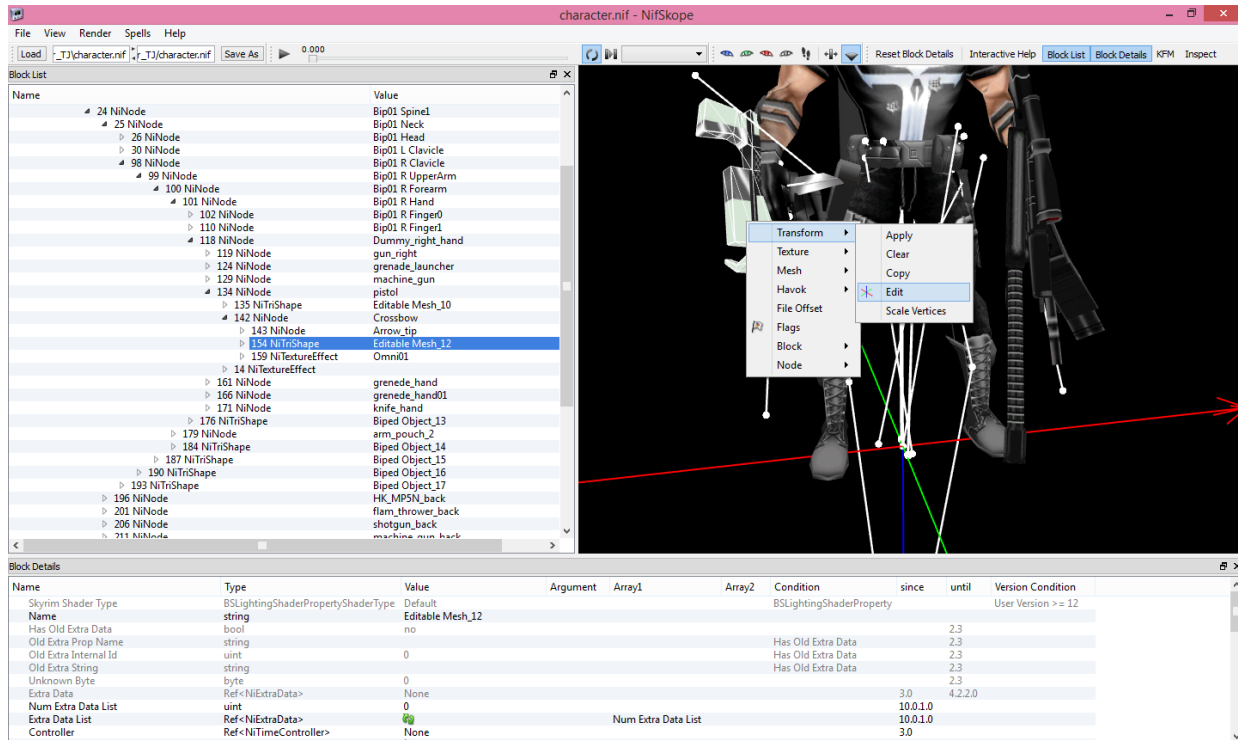 character.nif - NifSkope
File View Render Spells Help
Load r_TJ\character.nif r_TJ/character.nif Save As 0.000 Reset Block Details Interactive Help Block List Block Details KFM Inspect
Block List
Name Value
24 NiNode Bip01 Spine1
25 NiNode Bip01 Neck
26 NiNode Bip01 Head
30 NiNode Bip01 L Clavicle
98 NiNode Bip01 R Clavicle
99 NiNode Bip01 R UpperArm
100 NiNode Bip01 R Forearm
101 NiNode Bip01 R Hand
102 NiNode Bip01 R Finger0
110 NiNode Bip01 R Finger1
118 NiNode Dummy_right_hand
119 NiNode gun_right
124 NiNode grenade_launcher
129 NiNode machine_gun
134 NiNode pistol
135 NiTriShape Editable Mesh_10
142 NiNode Crossbow
143 NiNode Arrow_tip
154 NiTriShape Editable Mesh_12
159 NiTextureEffect Omni01
14 NiTextureEffect
161 NiNode grenede_hand
166 NiNode grenede_hand01
171 NiNode knife_hand
176 NiTriShape Biped Object_13
179 NiNode arm_pouch_2
184 NiTriShape Biped Object_14
187 NiTriShape Biped Object_15
190 NiTriShape Biped Object_16
193 NiTriShape Biped Object_17
196 NiNode HK_MP5N_back
201 NiNode flam_thrower_back
206 NiNode shotgun_back
211 NiNode machine_gun_back
Transform
Texture
Mesh
Havok
File Offset
Flags
Block
Node
Apply
Clear
Copy
Edit
Scale Vertices
Block Details
Name Type Value Argument Array1 Array2 Condition since until Version Condition
Skyrim Shader Type BSLightingShaderPropertyShaderType Default BSLightingShaderProperty User Version >= 12
Name string Editable Mesh_12
Has Old Extra Data bool no 2.3
Old Extra Prop Name string Has Old Extra Data 2.3
Old Extra Internal Id uint 0 Has Old Extra Data 2.3
Old Extra String string Has Old Extra Data 2.3
Unknown Byte byte 0 2.3
Extra Data Ref<NiExtraData> None 3.0 4.2.2.0
Num Extra Data List uint 0 10.0.1.0
Extra Data List Ref<NiExtraData> Num Extra Data List 10.0.1.0
Controller Ref<NiTimeController> None 3.0